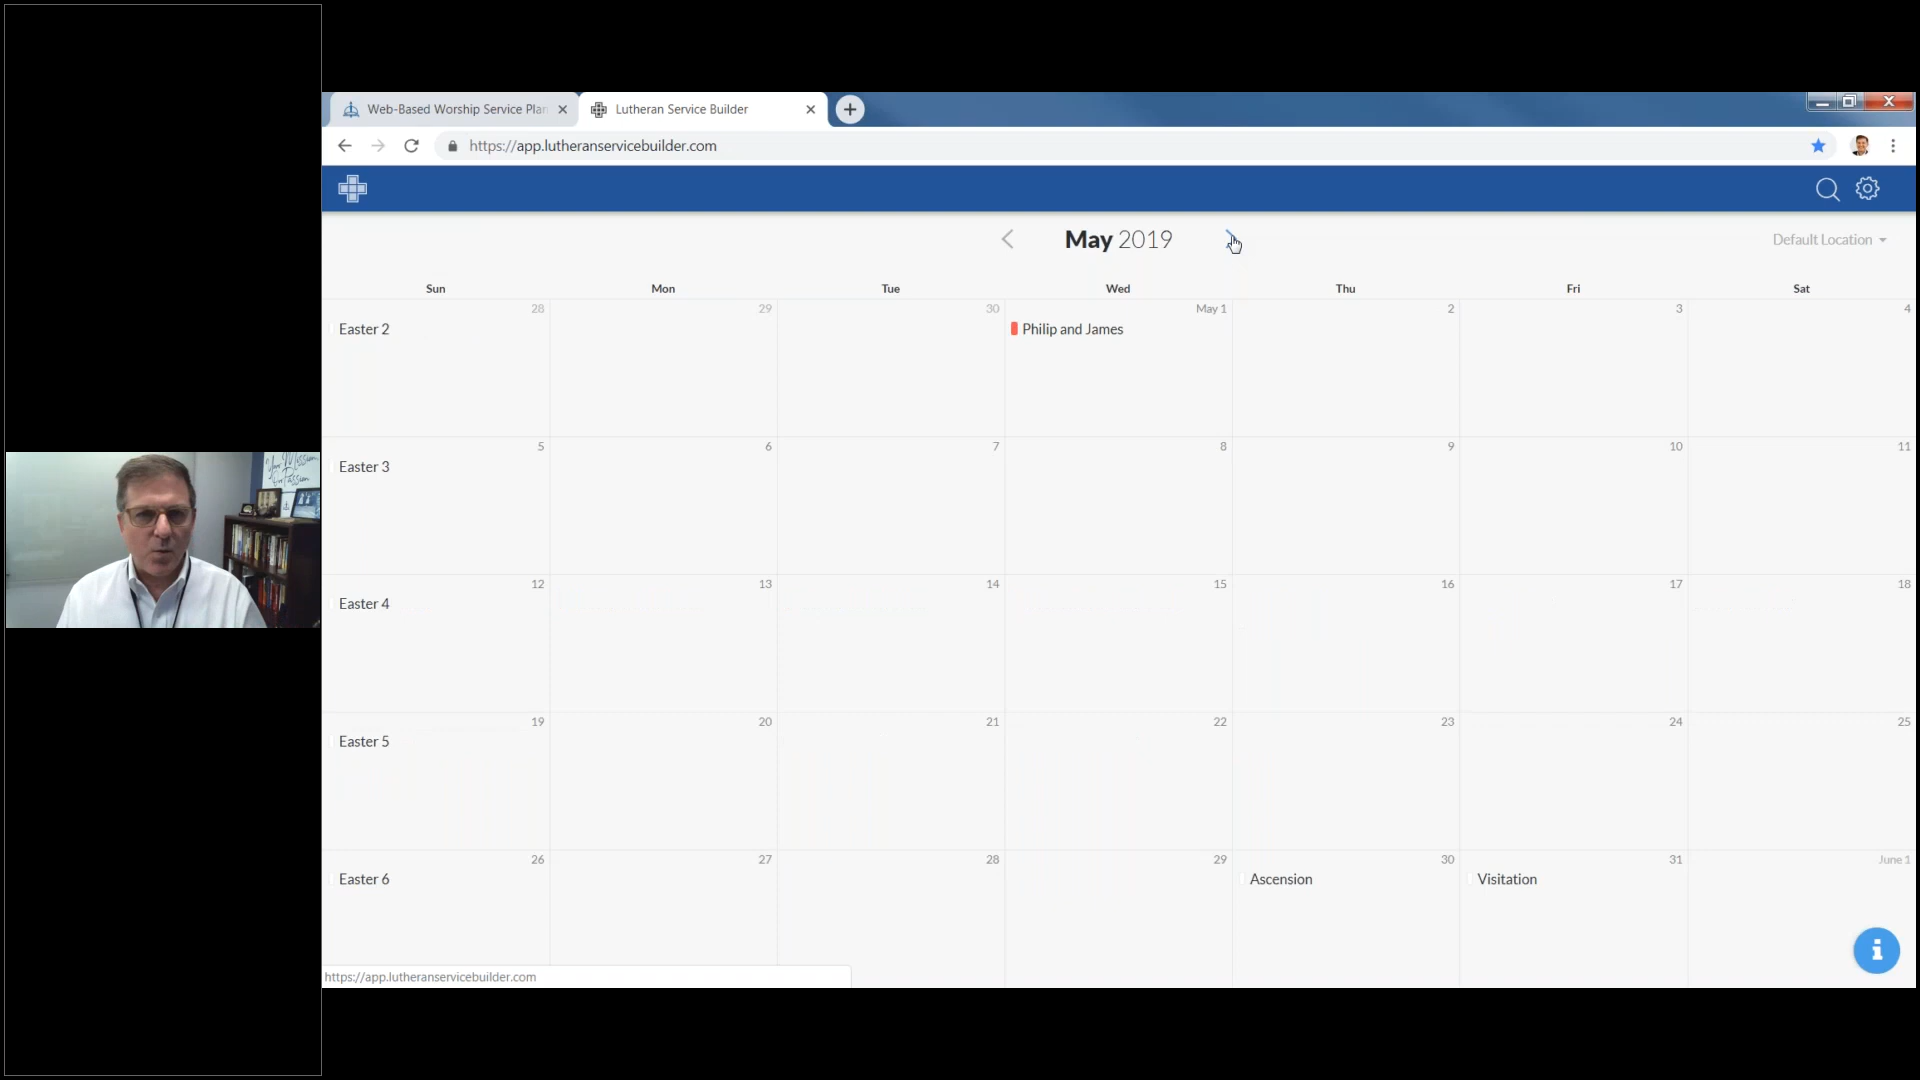 Your Mission
Our Passion
Web-Based Worship Service Plan
Lutheran Service Builder
https://app.lutheranservicebuilder.com
May 2019
Default Location
Sun Mon Tue Wed Thu Fri Sat
28 29 30 May 1 2 3 4
Easter 2 Philip and James
5 6 7 8 9 10 11
Easter 3
12 13 14 15 16 17 18
Easter 4
19 20 21 22 23 24 25
Easter 5
26 27 28 29 30 31 June 1
Easter 6 Ascension Visitation
https://app.lutheranservicebuilder.com